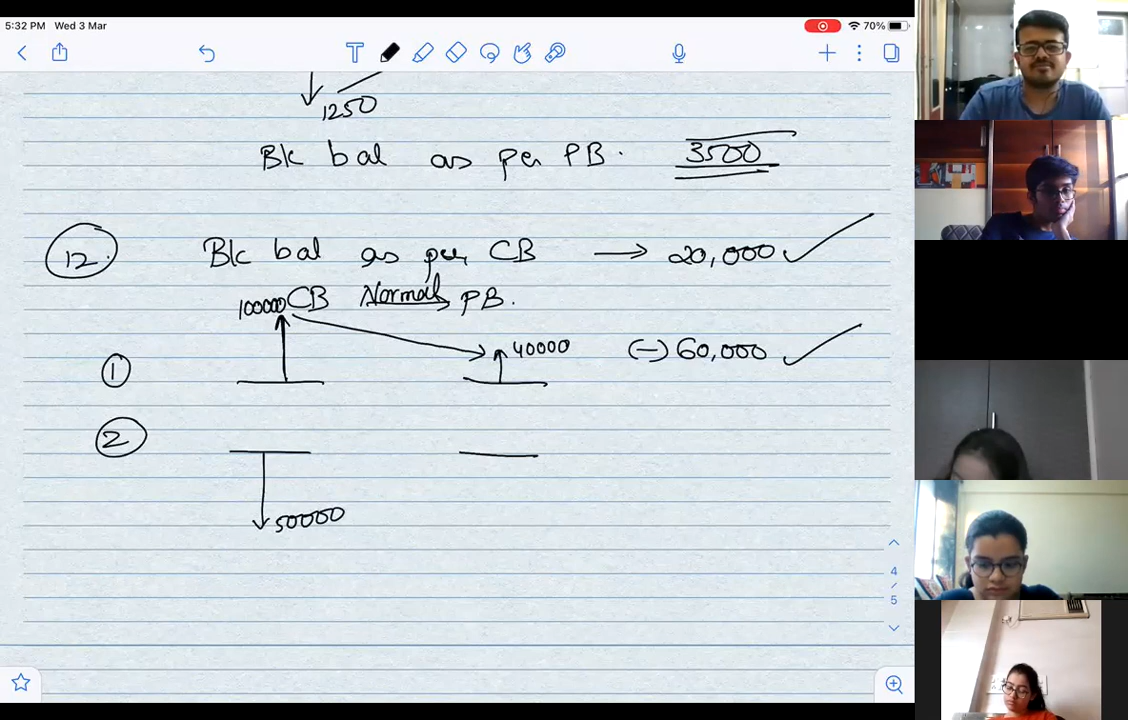 5:32 PM Wed 3 Mar
70%
T
1250
Bk bal as per PB. 3500
12. Bk bal as per CB → 20,000 ✓
100000 CB Normal PB.
1 40000 (-) 60,000 ✓
2
50000
4
/
5